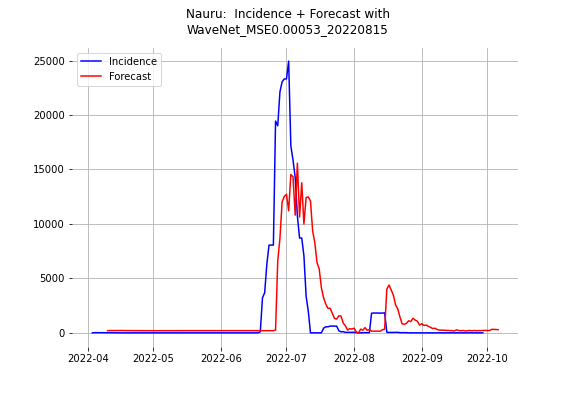 Nauru:  Incidence + Forecast with
WaveNet_MSE0.00053_20220815
Incidence
Forecast
25000
20000
15000
10000
5000
0
2022-04 2022-05 2022-06 2022-07 2022-08 2022-09 2022-10